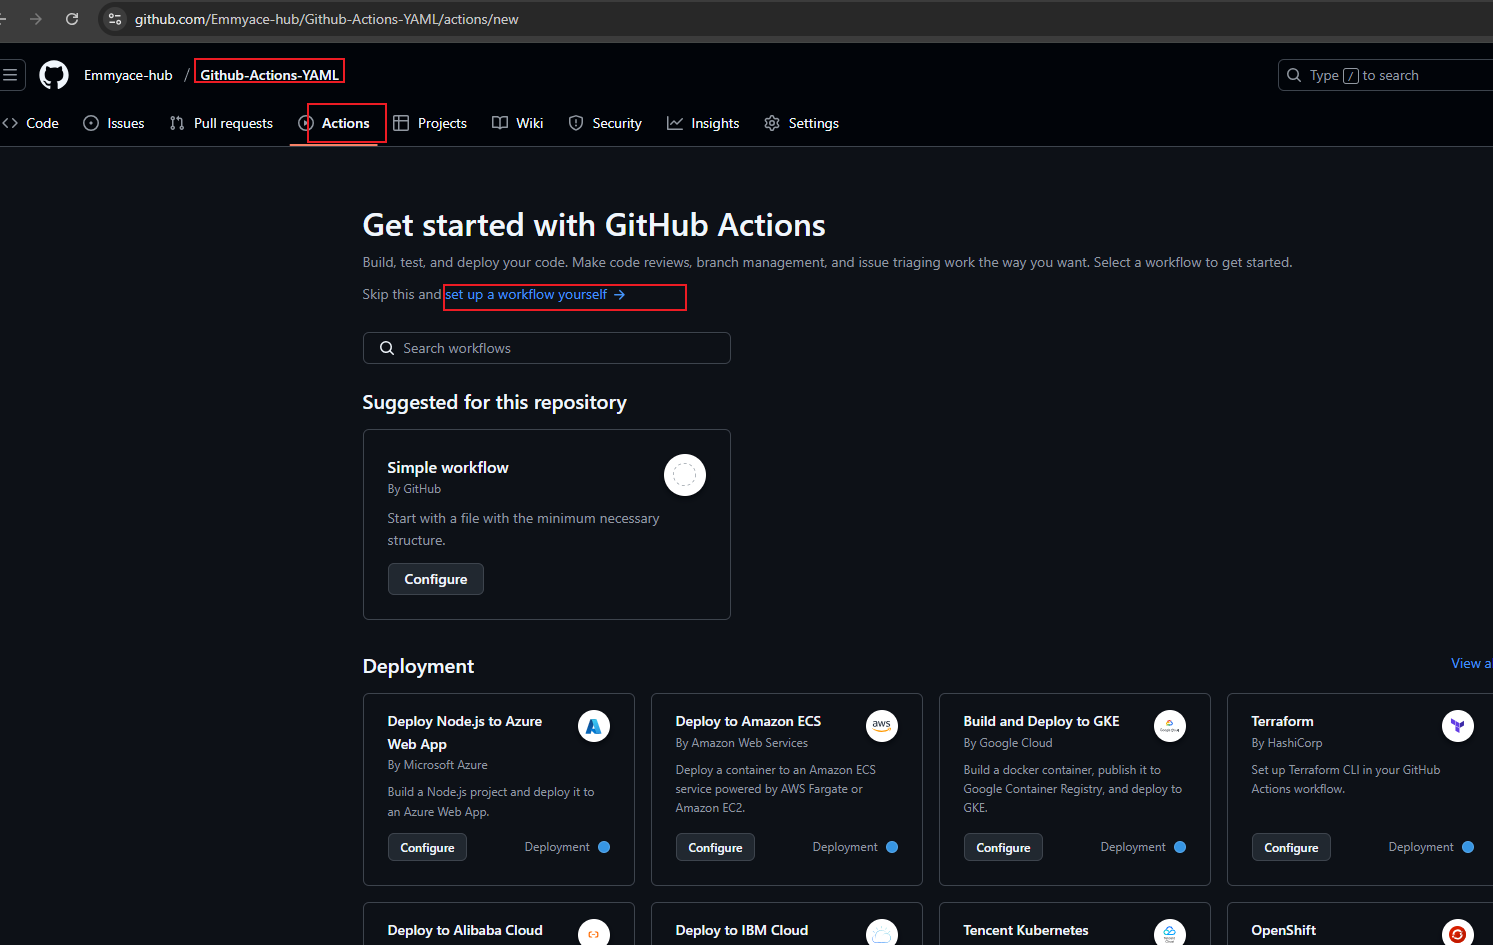 github.com/Emmyace-hub/Github-Actions-YAML/actions/new
Emmyace-hub / Github-Actions-YAML
Type / to search
Code Issues Pull requests Actions Projects Wiki Security Insights Settings
Get started with GitHub Actions
Build, test, and deploy your code. Make code reviews, branch management, and issue triaging work the way you want. Select a workflow to get started.
Skip this and set up a workflow yourself →
Search workflows
Suggested for this repository
Simple workflow
By GitHub
Start with a file with the minimum necessary
structure.
Configure
Deployment
View a
Deploy Node.js to Azure
Web App
By Microsoft Azure
Build a Node.js project and deploy it to
an Azure Web App.
Configure
Deployment
Deploy to Amazon ECS
aws
By Amazon Web Services
Deploy a container to an Amazon ECS
service powered by AWS Fargate or
Amazon EC2.
Configure
Deployment
Build and Deploy to GKE
By Google Cloud
Build a docker container, publish it to
Google Container Registry, and deploy to
GKE.
Configure
Deployment
Terraform
By HashiCorp
Set up Terraform CLI in your GitHub
Actions workflow.
Configure
Deployment
Deploy to Alibaba Cloud
Deploy to IBM Cloud
Tencent Kubernetes
OpenShift